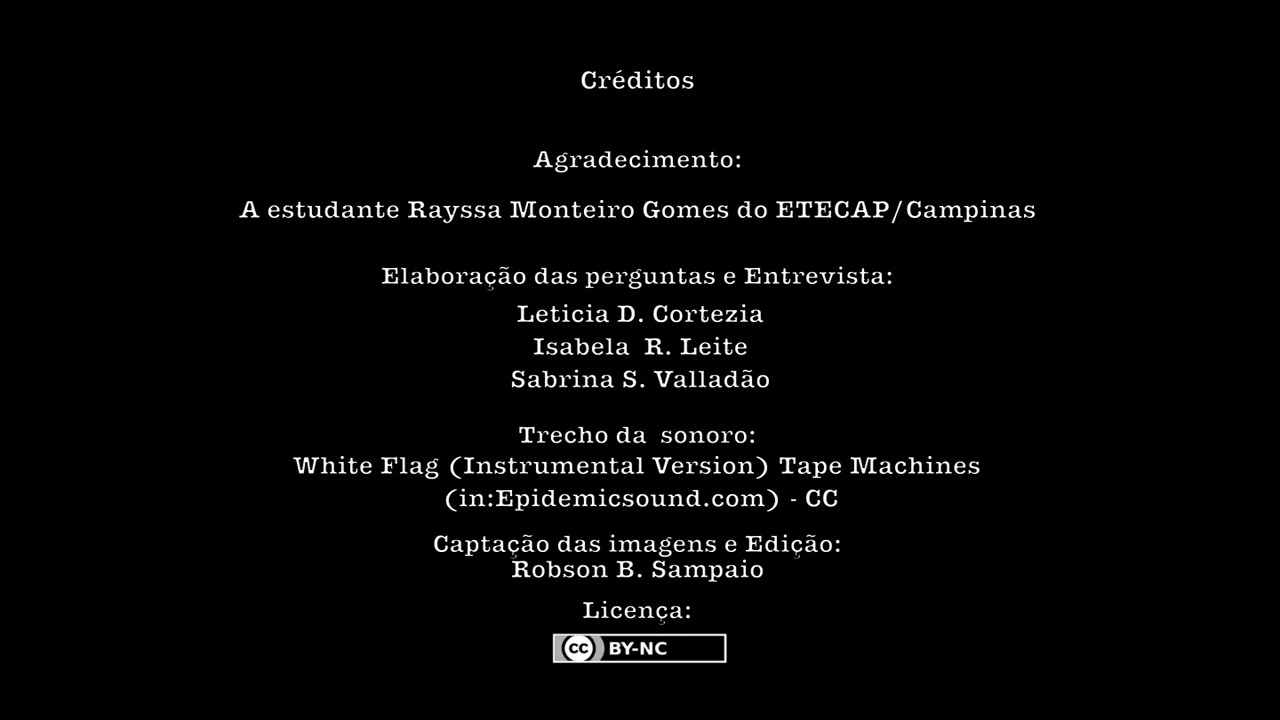 Créditos
Agradecimento:
A estudante Rayssa Monteiro Gomes do ETECAP/Campinas
Elaboração das perguntas e Entrevista:
Leticia D. Cortezia
Isabela  R. Leite
Sabrina S. Valladão
Trecho da  sonoro:
White Flag (Instrumental Version) Tape Machines
(in:Epidemicsound.com) - CC
Captação das imagens e Edição:
Robson B. Sampaio
Licença:
CC BY-NC